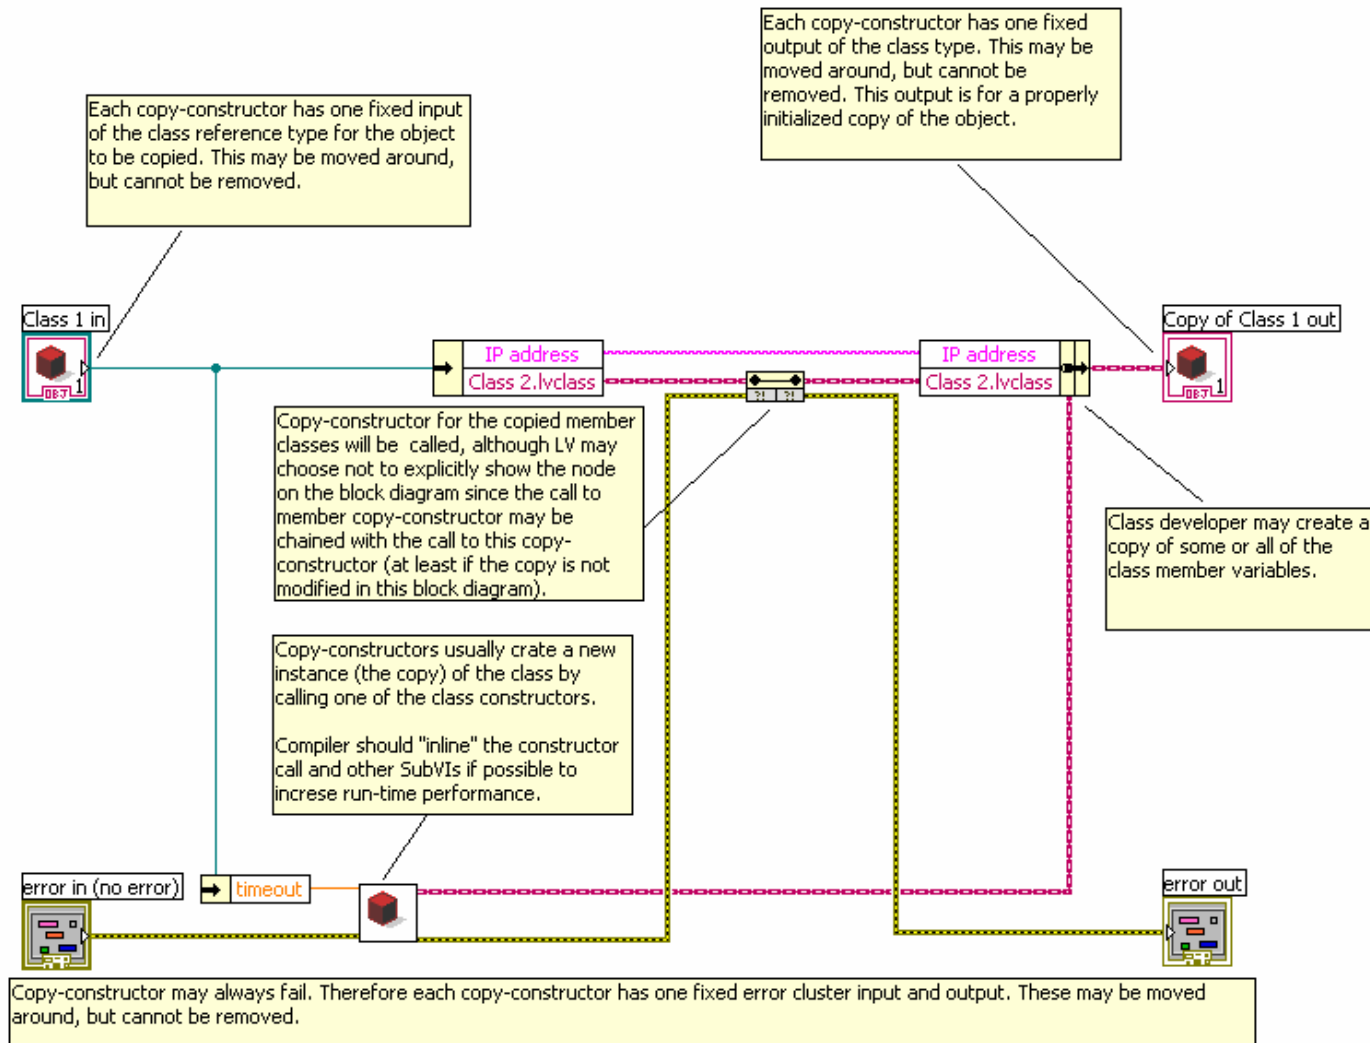 Each copy-constructor has one fixed
output of the class type. This may be
moved around, but cannot be
removed. This output is for a properly
initialized copy of the object.
Each copy-constructor has one fixed input
of the class reference type for the object
to be copied. This may be moved around,
but cannot be removed.
Class 1 in
1
OBJ
IP address
Class 2.lvclass
IP address
Class 2.lvclass
Copy of Class 1 out
1
OBJ
?! ?!
Copy-constructor for the copied member
classes will be called, although LV may
choose not to explicitly show the node
on the block diagram since the call to
member copy-constructor may be
chained with the call to this copy-
constructor (at least if the copy is not
modified in this block diagram).
Class developer may create a
copy of some or all of the
class member variables.
Copy-constructors usually crate a new
instance (the copy) of the class by
calling one of the class constructors.
Compiler should "inline" the constructor
call and other SubVIs if possible to
increse run-time performance.
error in (no error)
timeout
error out
Copy-constructor may always fail. Therefore each copy-constructor has one fixed error cluster input and output. These may be moved
around, but cannot be removed.